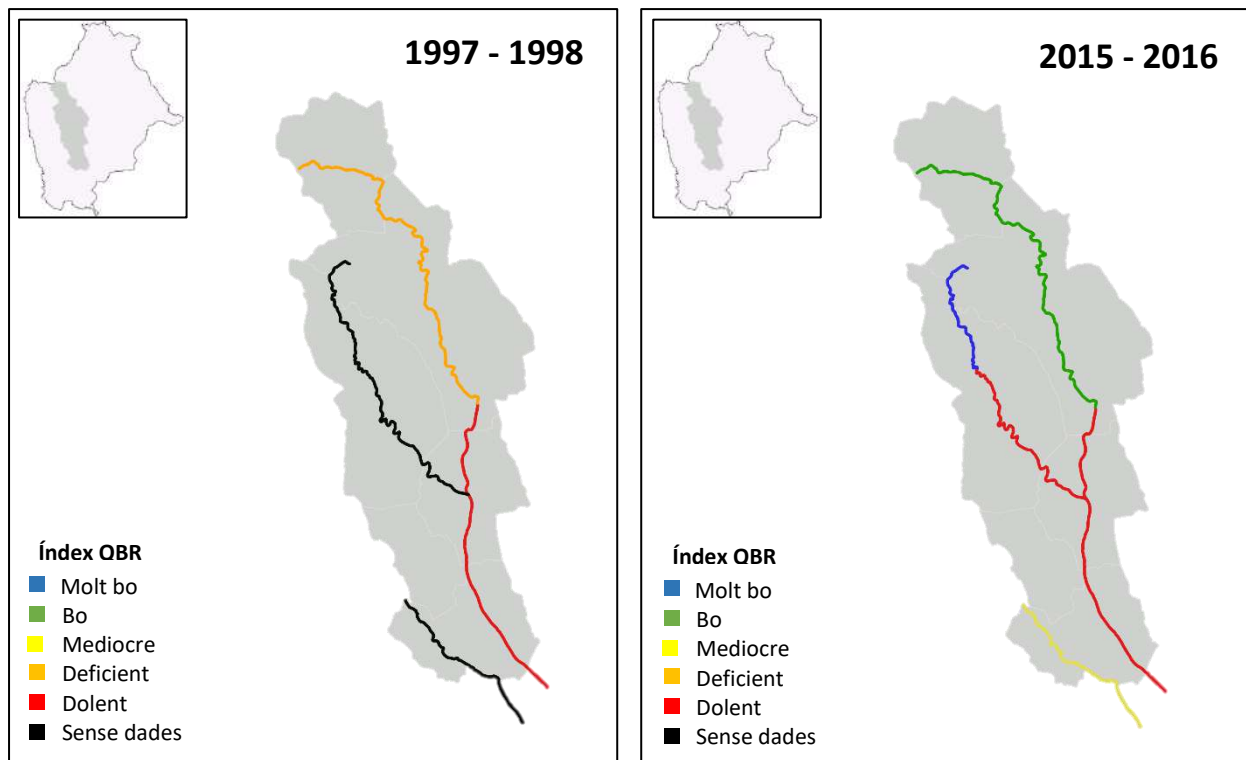 1997 - 1998
Índex QBR
Molt bo
Bo
Mediocre
Deficient
Dolent
Sense dades
2015 - 2016
Índex QBR
Molt bo
Bo
Mediocre
Deficient
Dolent
Sense dades